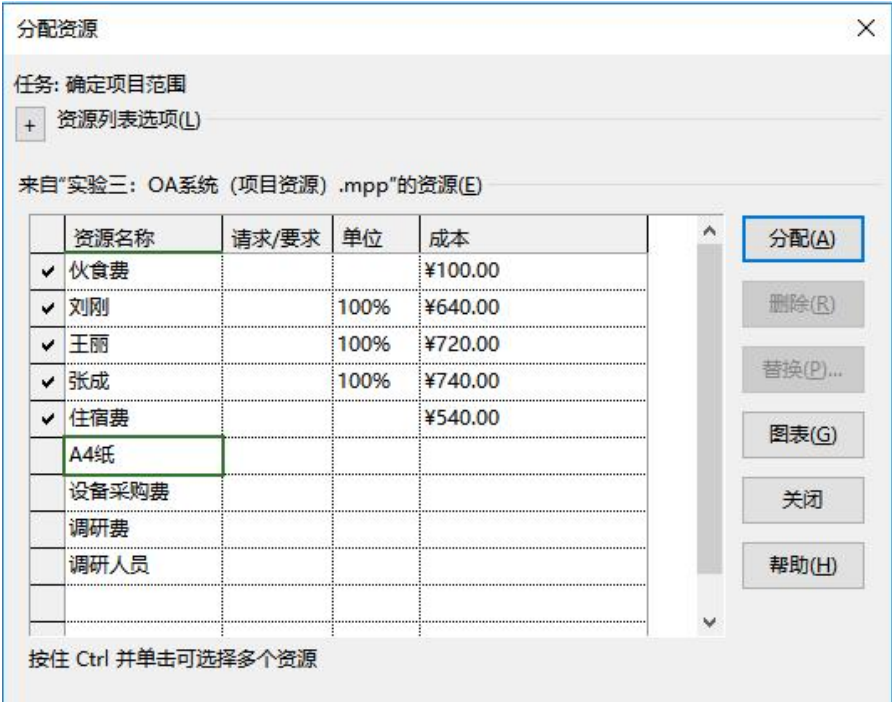 分配资源
任务: 确定项目范围
+ 资源列表选项(L)
来自“实验三：OA系统（项目资源）.mpp”的资源(E)
资源名称 请求/要求 单位 成本
伙食费 ¥100.00
刘刚 100% ¥640.00
王丽 100% ¥720.00
张成 100% ¥740.00
住宿费 ¥540.00
A4纸
设备采购费
调研费
调研人员
分配(A)
删除(R)
替换(P)...
图表(G)
关闭
帮助(H)
按住 Ctrl 并单击可选择多个资源